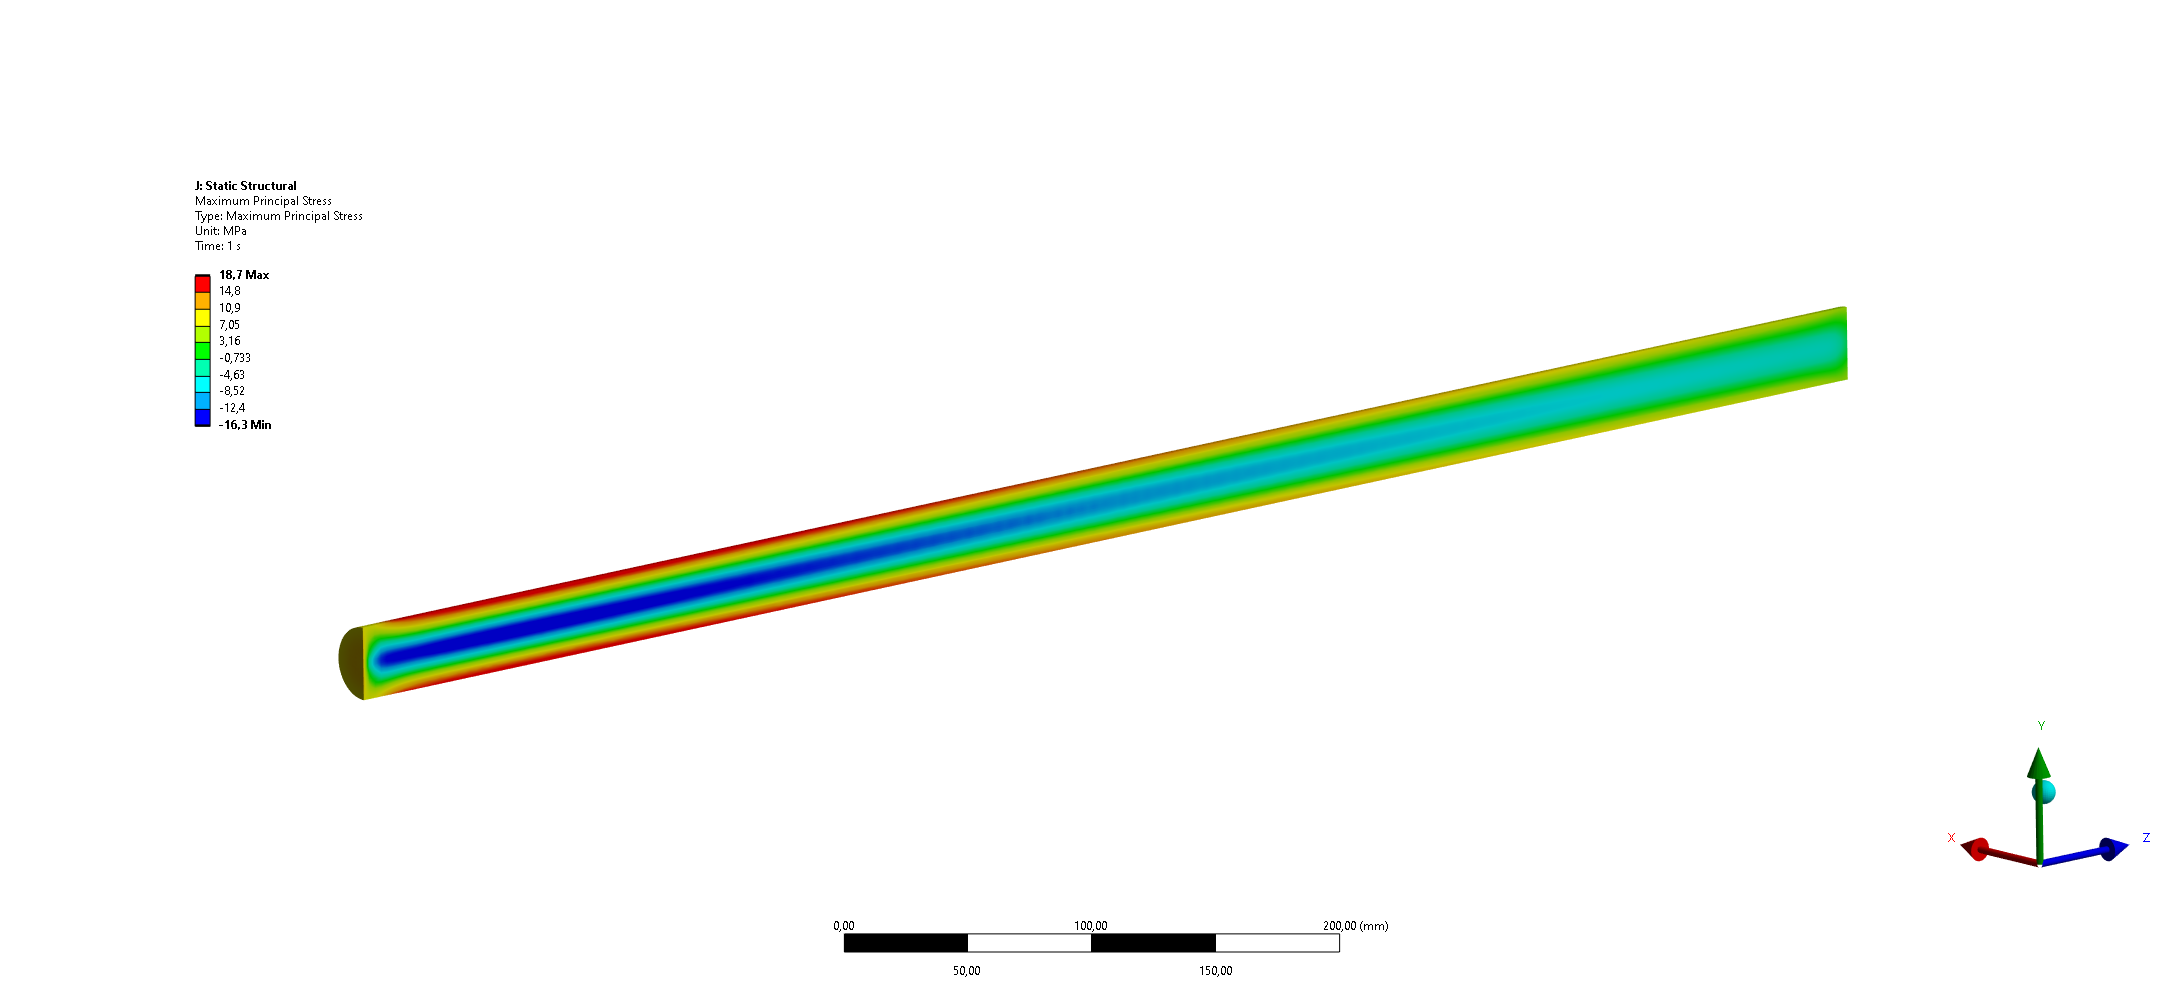 J: Static Structural
Maximum Principal Stress
Type: Maximum Principal Stress
Unit: MPa
Time: 1 s
18,7 Max
14,8
10,9
7,05
3,16
-0,733
-4,63
-8,52
-12,4
-16,3 Min
Y
X
Z
0,00
100,00
200,00 (mm)
50,00
150,00